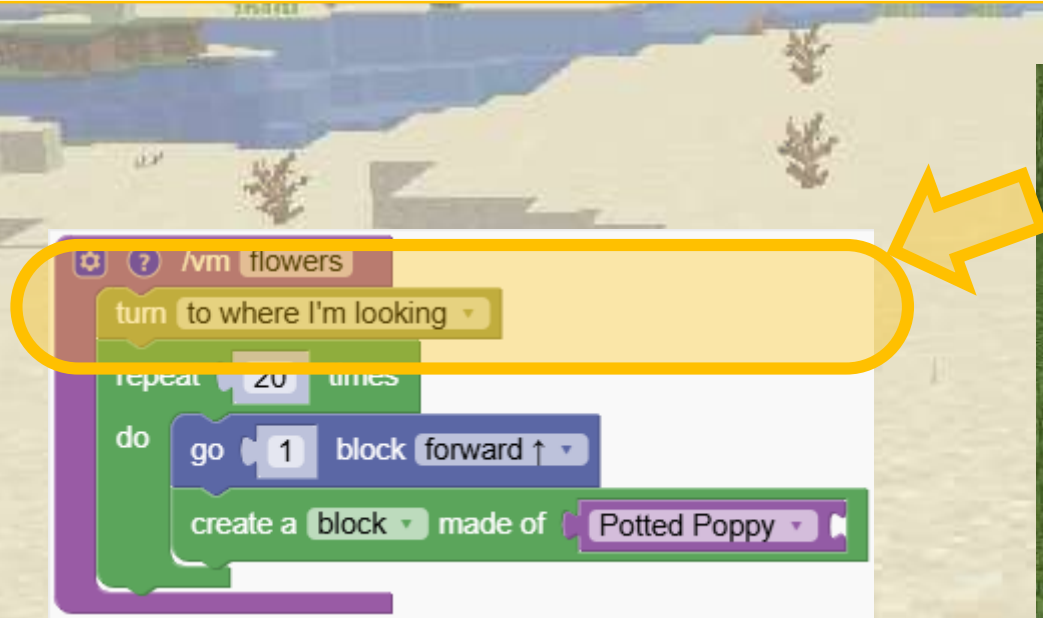 ? /vm flowers
turn to where I'm looking
repeat 20 times
do go 1 block forward ↑
create a block made of Potted Poppy